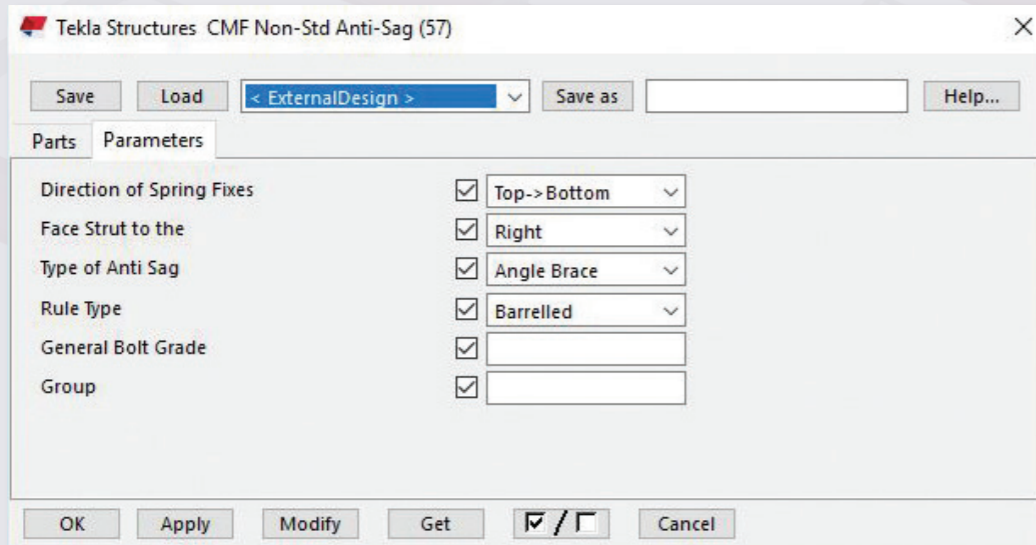 Tekla Structures CMF Non-Std Anti-Sag (57)
Save Load < ExternalDesign > Save as Help...
Parts Parameters
Direction of Spring Fixes Top->Bottom
Face Strut to the Right
Type of Anti Sag Angle Brace
Rule Type Barrelled
General Bolt Grade
Group
OK Apply Modify Get / Cancel